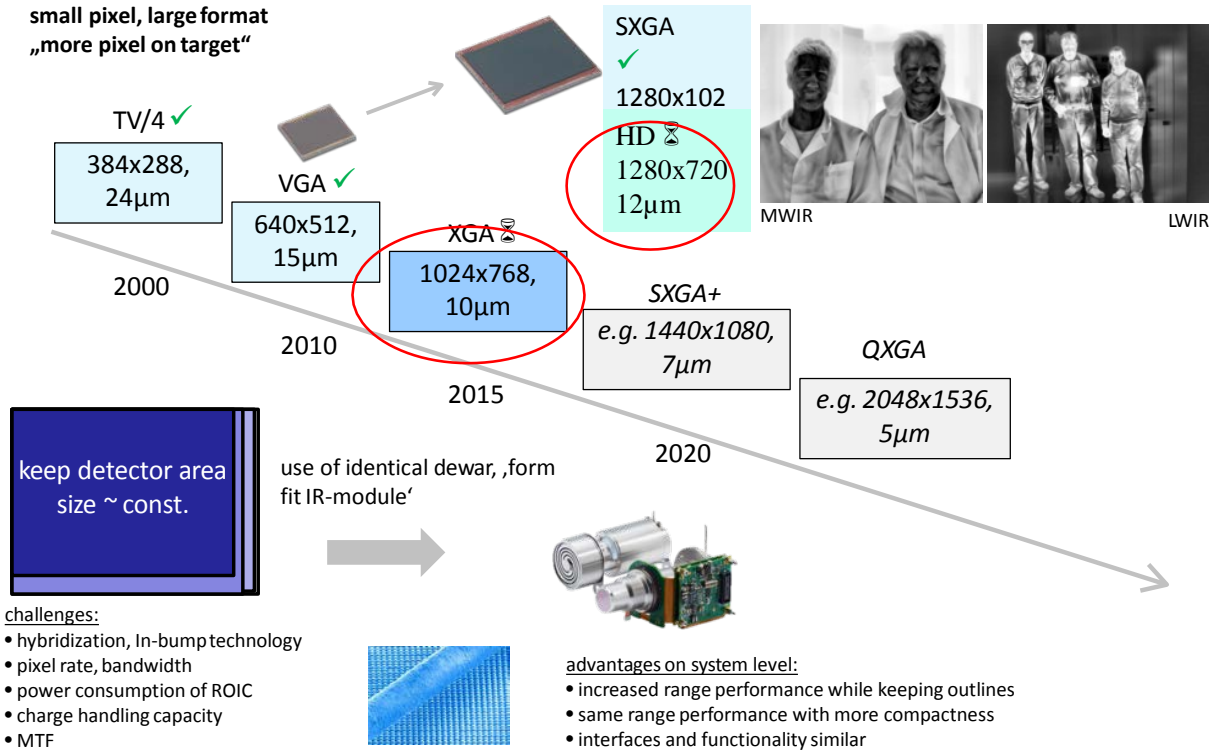 small pixel, large format
„more pixel on target“
TV/4 ✓
384x288,
24µm
VGA ✓
640x512,
15µm
XGA ⌛
1024x768,
10µm
SXGA
✓
1280x102
HD ⌛
1280x720
12µm
MWIR
LWIR
SXGA+
e.g. 1440x1080,
7µm
QXGA
e.g. 2048x1536,
5µm
2000
2010
2015
2020
keep detector area
size ~ const.
use of identical dewar, ‚form
fit IR-module‘
challenges:
• hybridization, In-bump technology
• pixel rate, bandwidth
• power consumption of ROIC
• charge handling capacity
• MTF
advantages on system level:
• increased range performance while keeping outlines
• same range performance with more compactness
• interfaces and functionality similar